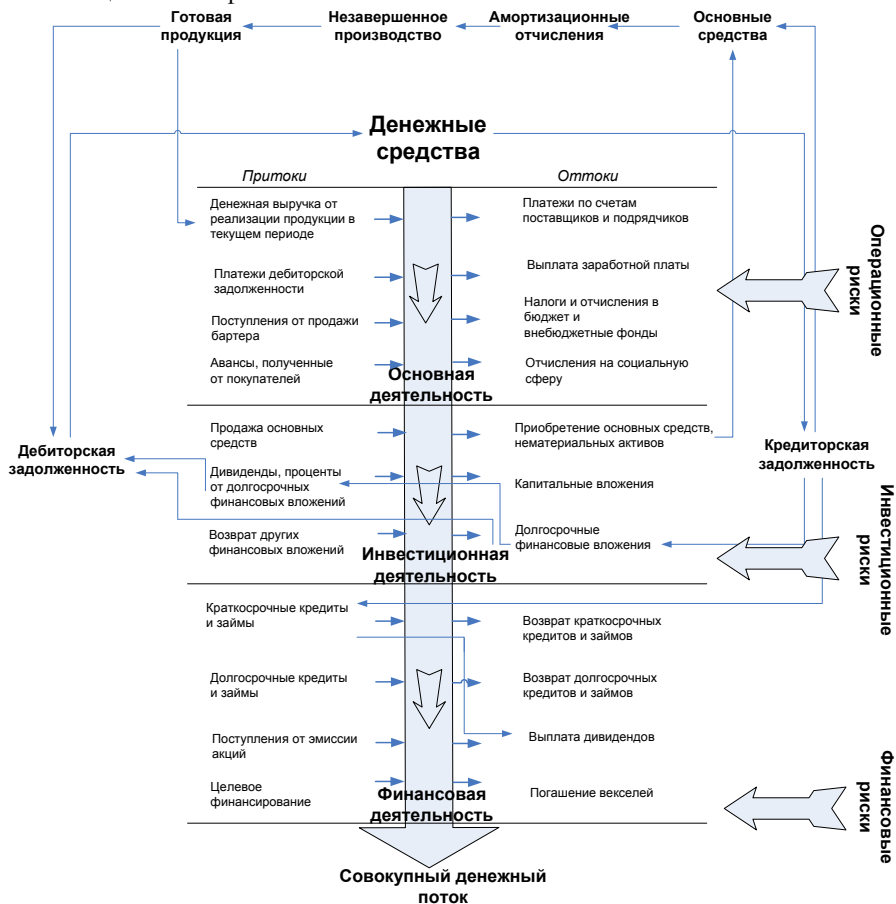 Готовая
продукция
Незавершенное
производство
Амортизационные
отчисления
Основные
средства
Денежные
средства
Притоки
Оттоки
Денежная выручка от
реализации продукции в
текущем периоде
Платежи по счетам
поставщиков и подрядчиков
Платежи дебиторской
задолженности
Выплата заработной платы
Поступления от продажи
бартера
Налоги и отчисления в
бюджет и
внебюджетные фонды
Авансы, полученные
от покупателей
Отчисления на социальную
сферу
Основная
деятельность
Операционные
риски
Дебиторская
задолженность
Продажа основных
средств
Приобретение основных средств,
нематериальных активов
Кредиторская
задолженность
Дивиденды, проценты
от долгосрочных
финансовых вложений
Капитальные вложения
Возврат других
финансовых вложений
Долгосрочные
финансовые вложения
Инвестиционная
деятельность
Инвестиционные
риски
Краткосрочные кредиты
и займы
Возврат краткосрочных
кредитов и займов
Долгосрочные кредиты
и займы
Возврат долгосрочных
кредитов и займов
Поступления от эмиссии
акций
Выплата дивидендов
Целевое
финансирование
Погашение векселей
Финансовая
деятельность
Финансовые
риски
Совокупный денежный
поток